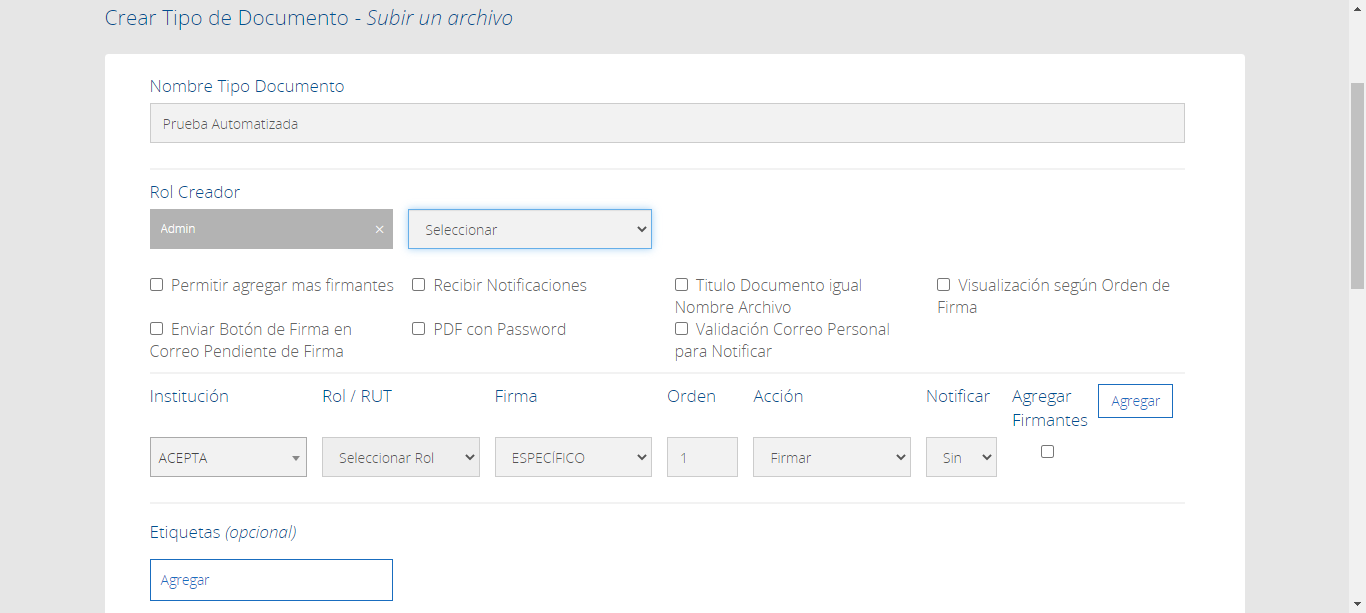 Crear Tipo de Documento - Subir un archivo
Nombre Tipo Documento
Prueba Automatizada
Rol Creador
Admin ×
Seleccionar
Permitir agregar mas firmantes
Recibir Notificaciones
Titulo Documento igual
Nombre Archivo
Visualización según Orden de
Firma
Enviar Botón de Firma en
Correo Pendiente de Firma
PDF con Password
Validación Correo Personal
para Notificar
Institución
Rol / RUT
Firma
Orden
Acción
Notificar
Agregar
Firmantes
Agregar
ACEPTA
Seleccionar Rol
ESPECÍFICO
1
Firmar
Sin
Etiquetas (opcional)
Agregar